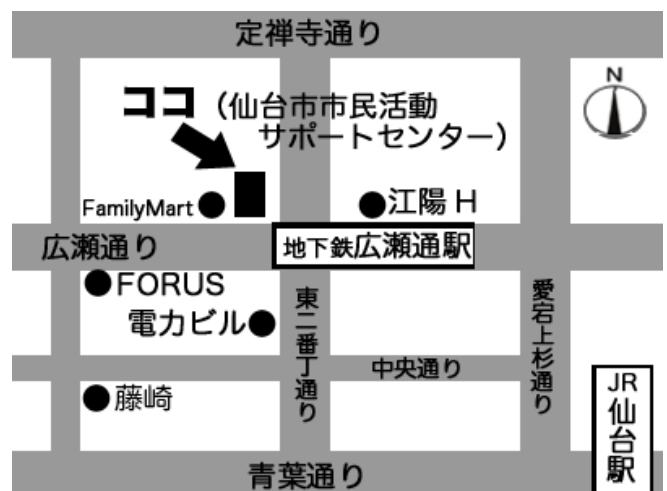 定禅寺通り
N
ココ（仙台市市民活動
サポートセンター）
FamilyMart
江陽 H
広瀬通り
地下鉄広瀬通駅
FORUS
電力ビル
東二番丁通り
愛宕上杉通り
中央通り
藤崎
JR
仙台駅
青葉通り